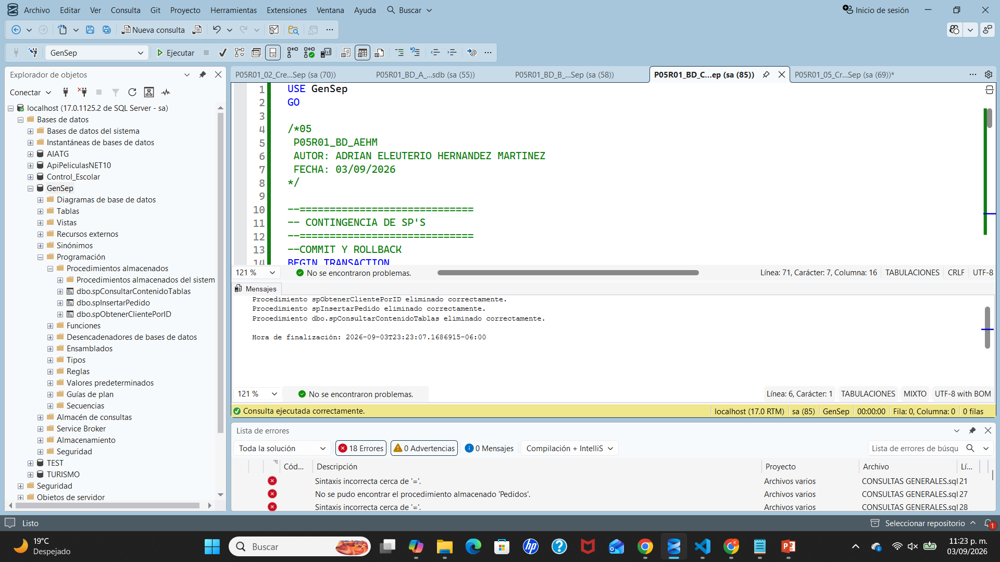 Archivo Editar Ver Consulta Git Proyecto Herramientas Extensiones Ventana Ayuda Buscar Inicio de sesión
Nueva consulta
GenSep Ejecutar
Explorador de objetos
Conectar
localhost (17.0.1125.2 de SQL Server - sa)
Bases de datos
Bases de datos del sistema
Instantáneas de bases de datos
AIATG
ApiPeliculasNET10
Control_Escolar
GenSep
Diagramas de base de datos
Tablas
Vistas
Recursos externos
Sinónimos
Programación
Procedimientos almacenados
Procedimientos almacenados del sistem
dbo.spConsultarContenidoTablas
dbo.spInsertarPedido
dbo.spObtenerClientePorID
Funciones
Desencadenadores de bases de datos
Ensamblados
Tipos
Reglas
Valores predeterminados
Guías de plan
Secuencias
Almacén de consultas
Service Broker
Almacenamiento
Seguridad
TEST
TURISMO
Seguridad
Objetos de servidor
P05R01_02_Cre...Sep (sa (70)) P05R01_BD_A_...sdb (sa (55)) P05R01_BD_B_...Sep (sa (58)) P05R01_BD_C...ep (sa (85)) P05R01_05_Cr...Sep (sa (69))*
1 USE GenSep
2 GO
3
4 /*05
5 P05R01_BD_AEHM
6 AUTOR: ADRIAN ELEUTERIO HERNANDEZ MARTINEZ
7 FECHA: 03/09/2026
8 */
9
10 --=============================
11 -- CONTINGENCIA DE SP'S
12 --=============================
13 --COMMIT Y ROLLBACK
14 BEGIN TRANSACTION
121 % No se encontraron problemas. Línea: 71, Carácter: 7, Columna: 16 TABULACIONES CRLF UTF-8
Mensajes
Procedimiento spObtenerClientePorID eliminado correctamente.
Procedimiento spInsertarPedido eliminado correctamente.
Procedimiento dbo.spConsultarContenidoTablas eliminado correctamente.
Hora de finalización: 2026-09-03T23:23:07.1686915-06:00
121 % No se encontraron problemas. Línea: 6, Carácter: 1 TABULACIONES MIXTO UTF-8 with BOM
Consulta ejecutada correctamente. localhost (17.0 RTM) sa (85) GenSep 00:00:00 Fila: 0, Columna: 0 0 filas
Lista de errores
Toda la solución 18 Errores 0 Advertencias 0 Mensajes Compilación + IntelliS Lista de errores de búsqu
Cód... Descripción Proyecto Archivo Lí...
Sintaxis incorrecta cerca de '='. Archivos varios CONSULTAS GENERALES.sql 21
No se pudo encontrar el procedimiento almacenado 'Pedidos'. Archivos varios CONSULTAS GENERALES.sql 27
Sintaxis incorrecta cerca de '='. Archivos varios CONSULTAS GENERALES.sql 28
Listo Seleccionar repositorio 1
19°C
Despejado
Buscar
hp
11:23 p. m.
03/09/2026